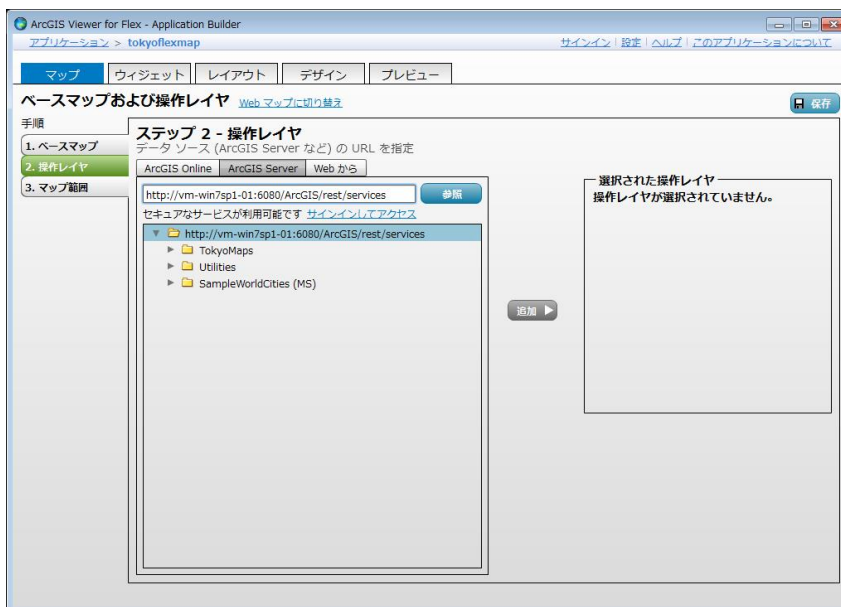 ArcGIS Viewer for Flex - Application Builder
アプリケーション > tokyoflexmap
サインイン | 設定 | ヘルプ | このアプリケーションについて
マップ ウィジェット レイアウト デザイン プレビュー
ベースマップおよび操作レイヤ Web マップに切り替え
保存
手順
1. ベースマップ
2. 操作レイヤ
3. マップ範囲
ステップ 2 - 操作レイヤ
データ ソース (ArcGIS Server など) の URL を指定
ArcGIS Online ArcGIS Server Web から
http://vm-win7sp1-01:6080/ArcGIS/rest/services 参照
セキュアなサービスが利用可能です サインインしてアクセス
http://vm-win7sp1-01:6080/ArcGIS/rest/services
TokyoMaps
Utilities
SampleWorldCities (MS)
追加
選択された操作レイヤ
操作レイヤが選択されていません。